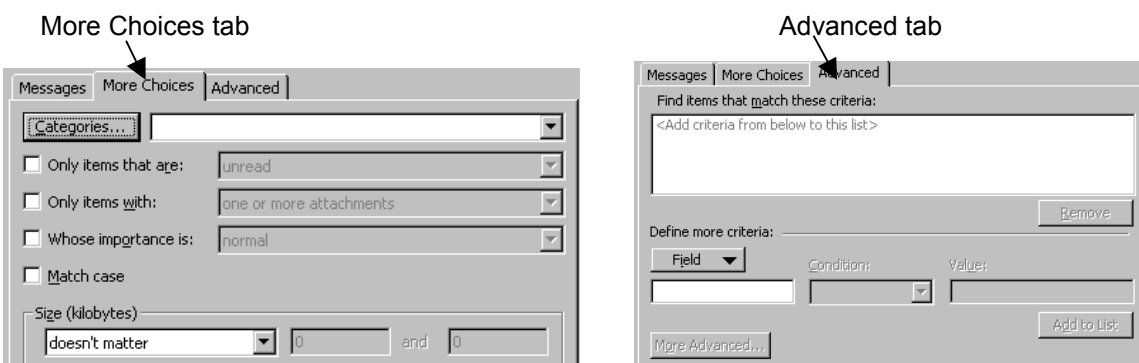 More Choices tab
Messages More Choices Advanced
Categories...
Only items that are: unread
Only items with: one or more attachments
Whose importance is: normal
Match case
Size (kilobytes)
doesn't matter 0 and 0
Advanced tab
Messages More Choices Advanced
Find items that match these criteria:
<Add criteria from below to this list>
Remove
Define more criteria:
Field Condition: Value:
Add to List
More Advanced...